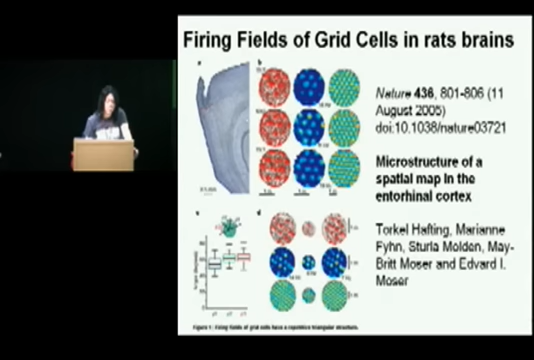 Firing Fields of Grid Cells in rats brains
a
b
Nature 436, 801-806 (11
August 2005)
doi:10.1038/nature03721
Microstructure of a
spatial map in the
entorhinal cortex
Torkel Hafting, Marianne
Fyhn, Sturla Molden, May-
Britt Moser and Edvard I.
Moser
c
d
Figure 1: Firing fields of grid cells have a repetitive triangular structure.